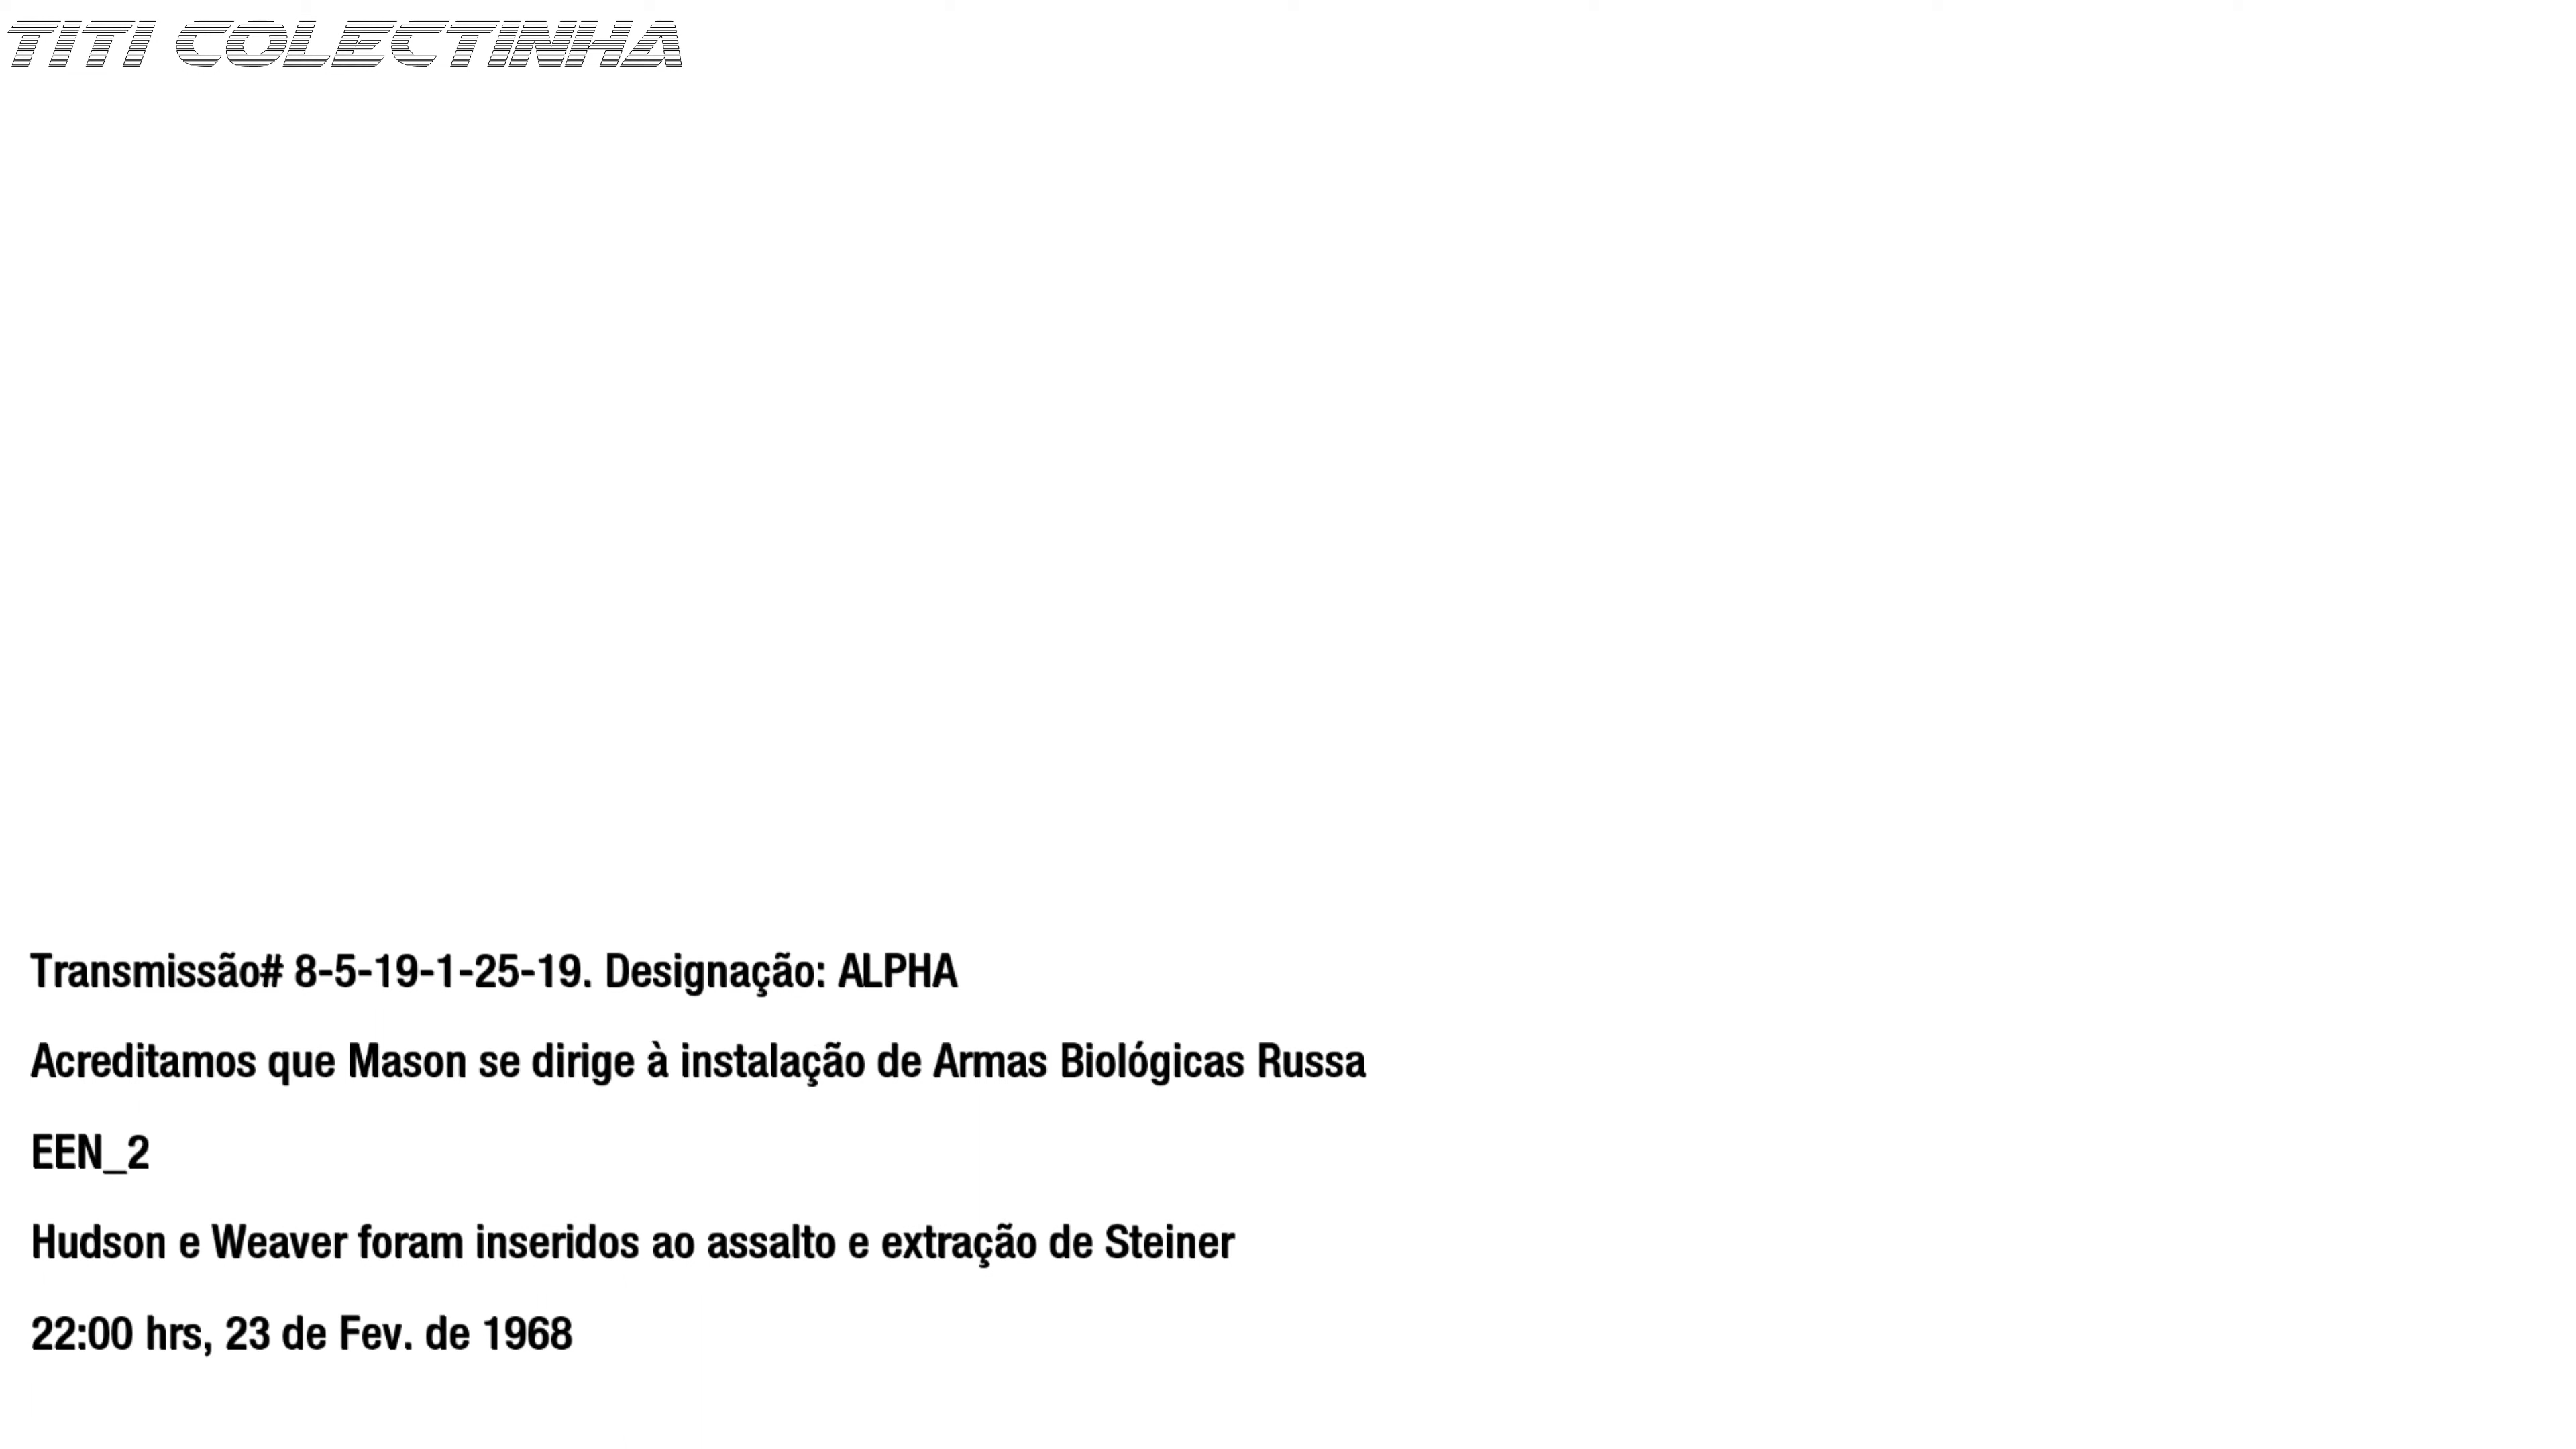 TITI COLECTINHA
Transmissão# 8-5-19-1-25-19. Designação: ALPHA
Acreditamos que Mason se dirige à instalação de Armas Biológicas Russa
EEN_2
Hudson e Weaver foram inseridos ao assalto e extração de Steiner
22:00 hrs, 23 de Fev. de 1968